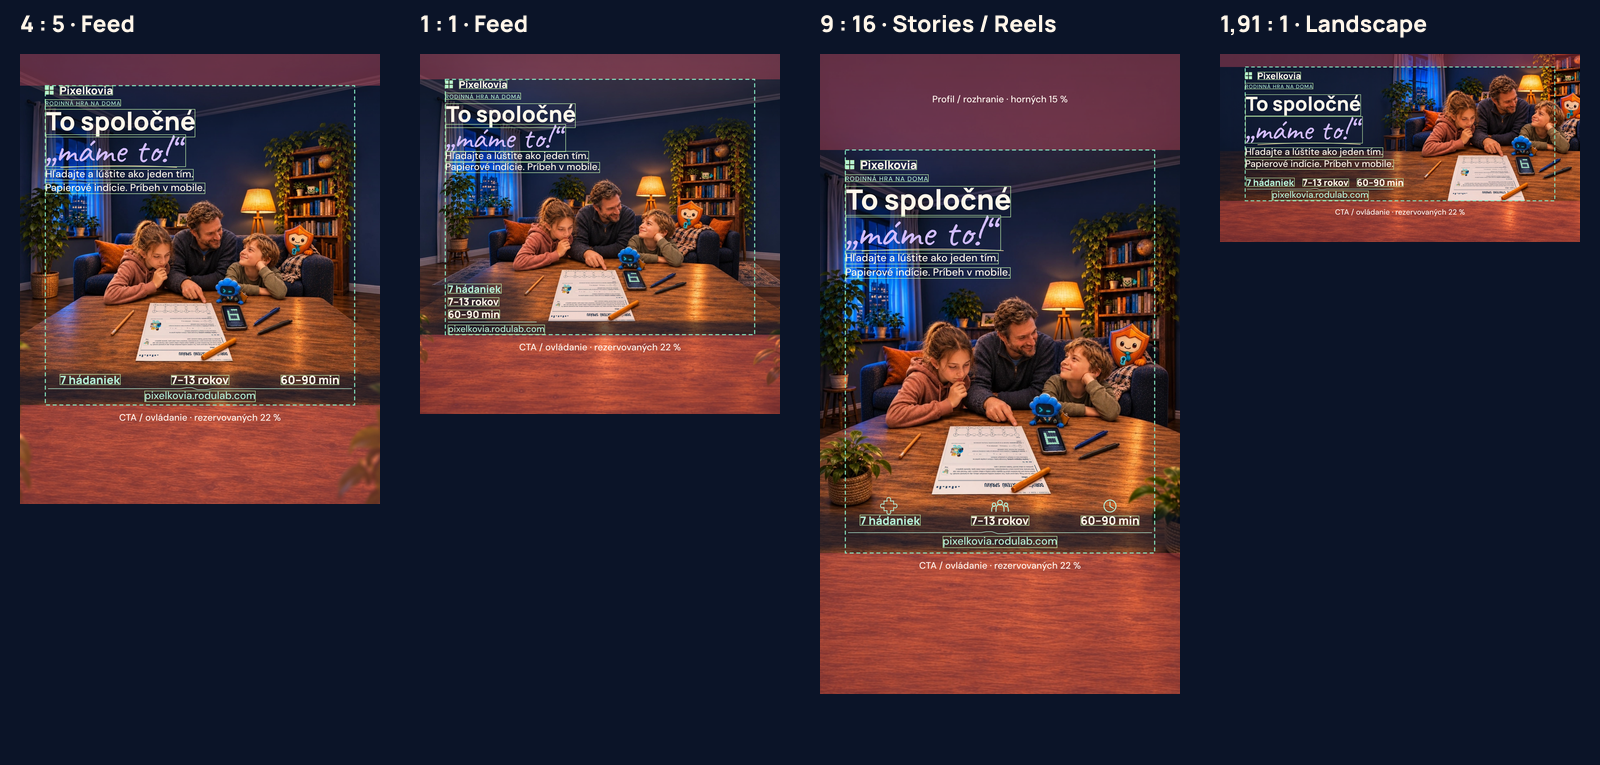 4 : 5 · Feed
Pixelkovia
RODINNÁ HRA NA DOMA
To spoločné
„máme to!“
Hľadajte a lúštite ako jeden tím.
Papierové indície. Príbeh v mobile.
6
7 hádaniek
7–13 rokov
60–90 min
pixelkovia.rodulab.com
CTA / ovládanie · rezervovaných 22 %
1 : 1 · Feed
Pixelkovia
RODINNÁ HRA NA DOMA
To spoločné
„máme to!“
Hľadajte a lúštite ako jeden tím.
Papierové indície. Príbeh v mobile.
6
7 hádaniek
7–13 rokov
60–90 min
pixelkovia.rodulab.com
CTA / ovládanie · rezervovaných 22 %
9 : 16 · Stories / Reels
Profil / rozhranie · horných 15 %
Pixelkovia
RODINNÁ HRA NA DOMA
To spoločné
„máme to!“
Hľadajte a lúštite ako jeden tím.
Papierové indície. Príbeh v mobile.
6
7 hádaniek
7–13 rokov
60–90 min
pixelkovia.rodulab.com
CTA / ovládanie · rezervovaných 22 %
1,91 : 1 · Landscape
Pixelkovia
RODINNÁ HRA NA DOMA
To spoločné
„máme to!“
Hľadajte a lúštite ako jeden tím.
Papierové indície. Príbeh v mobile.
6
7 hádaniek
7–13 rokov
60–90 min
pixelkovia.rodulab.com
CTA / ovládanie · rezervovaných 22 %